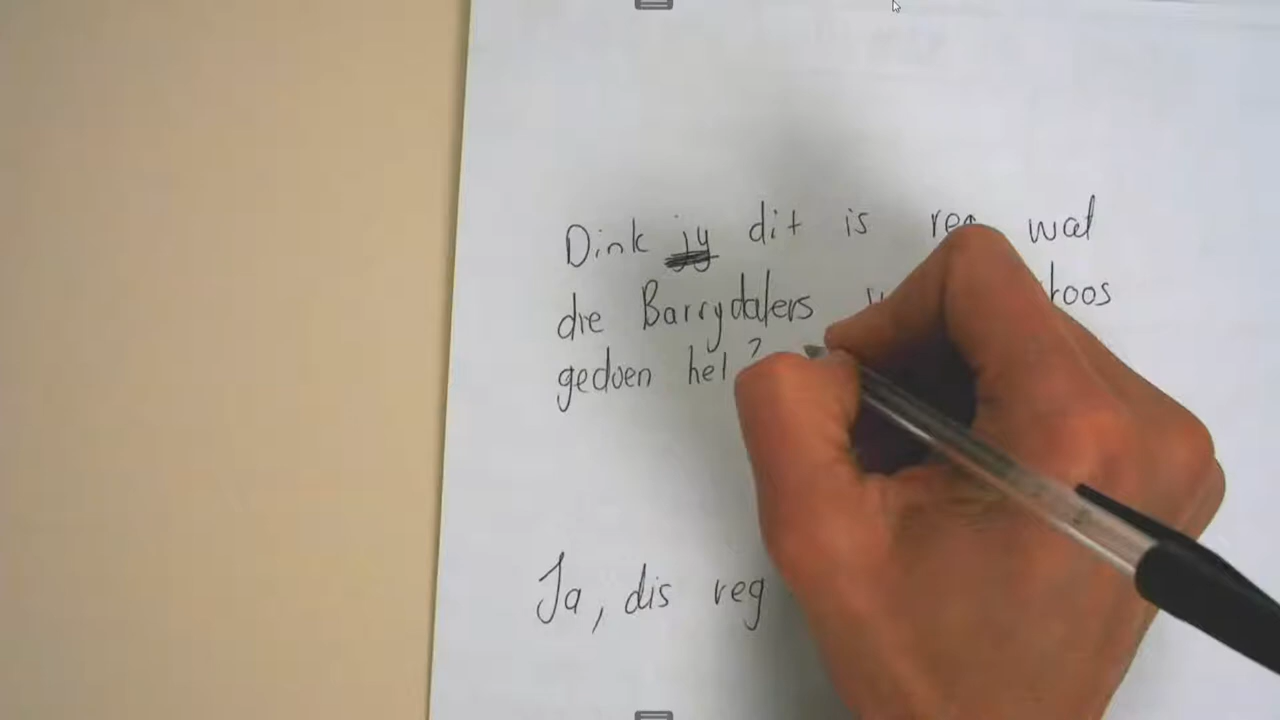 Dink jy dit is reg wat
die Barrydalers
gedoen het?
Ja, dis reg